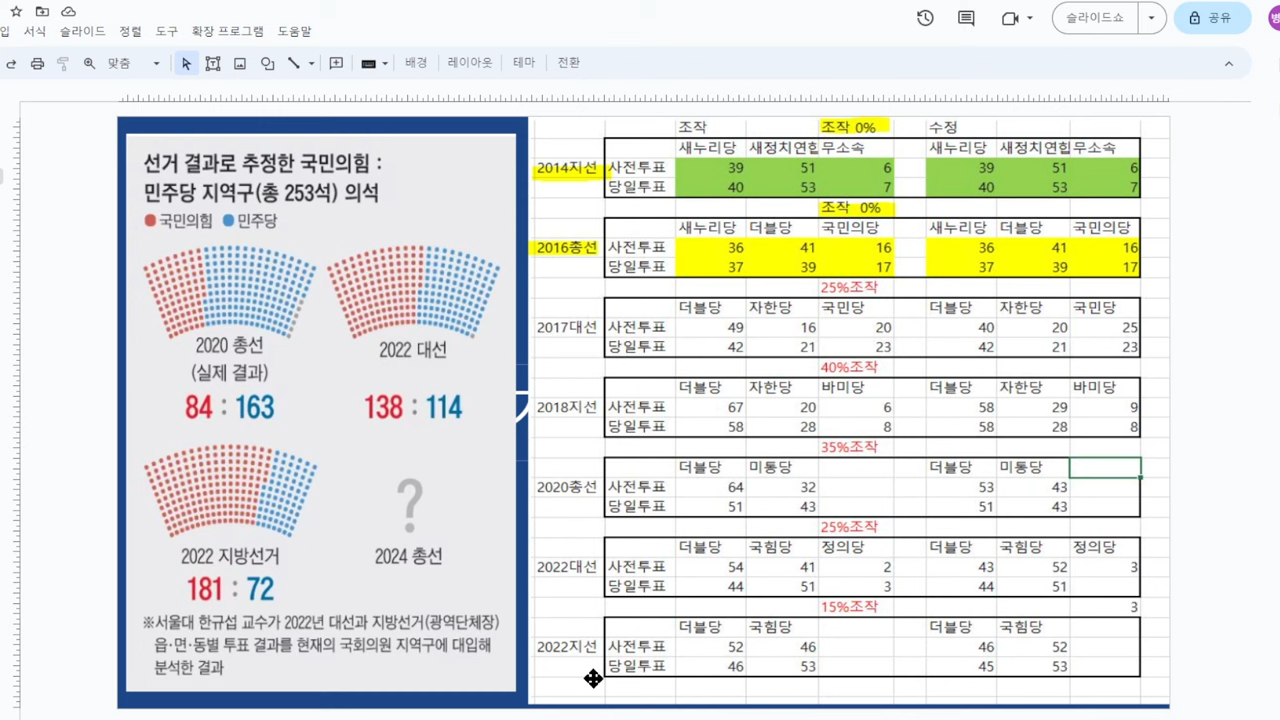 입 서식 슬라이드 정렬 도구 확장 프로그램 도움말
슬라이드쇼
공유
맞춤
배경 레이아웃 테마 전환
선거 결과로 추정한 국민의힘 :
민주당 지역구(총 253석) 의석
국민의힘 민주당
2020 총선
(실제 결과)
84 : 163
2022 대선
138 : 114
2022 지방선거
181 : 72
?
2024 총선
※서울대 한규섭 교수가 2022년 대선과 지방선거(광역단체장)
읍·면·동별 투표 결과를 현재의 국회의원 지역구에 대입해
분석한 결과
조작 조작 0% 수정
새누리당 새정치연합무소속 새누리당 새정치연합무소속
2014지선 사전투표 39 51 6 39 51 6
당일투표 40 53 7 40 53 7
조작 0%
새누리당 더블당 국민의당 새누리당 더블당 국민의당
2016총선 사전투표 36 41 16 36 41 16
당일투표 37 39 17 37 39 17
25%조작
더블당 자한당 국민당 더블당 자한당 국민당
2017대선 사전투표 49 16 20 40 20 25
당일투표 42 21 23 42 21 23
40%조작
더블당 자한당 바미당 더블당 자한당 바미당
2018지선 사전투표 67 20 6 58 29 9
당일투표 58 28 8 58 28 8
35%조작
더블당 미통당 더블당 미통당
2020총선 사전투표 64 32 53 43
당일투표 51 43 51 43
25%조작
더블당 국힘당 정의당 더블당 국힘당 정의당
2022대선 사전투표 54 41 2 43 52 3
당일투표 44 51 3 44 51
15%조작 3
더블당 국힘당 더블당 국힘당
2022지선 사전투표 52 46 46 52
당일투표 46 53 45 53